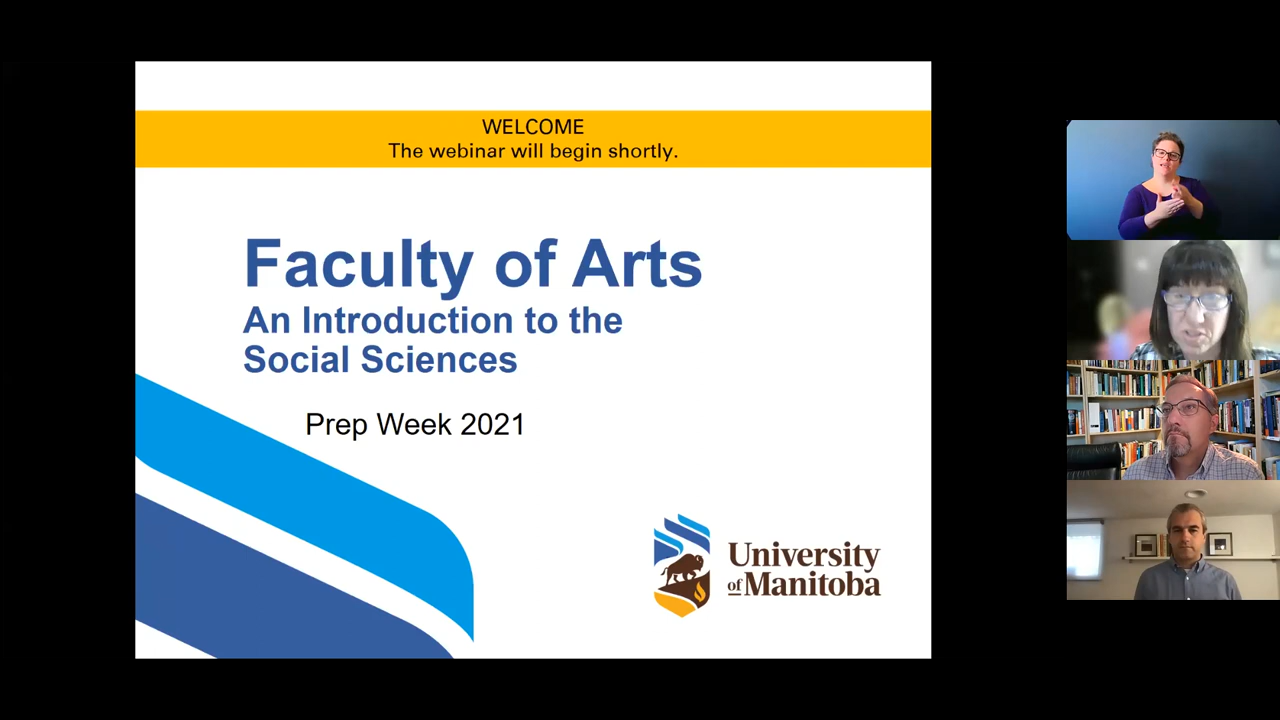 WELCOME
The webinar will begin shortly.
Faculty of Arts
An Introduction to the
Social Sciences
Prep Week 2021
University
of Manitoba